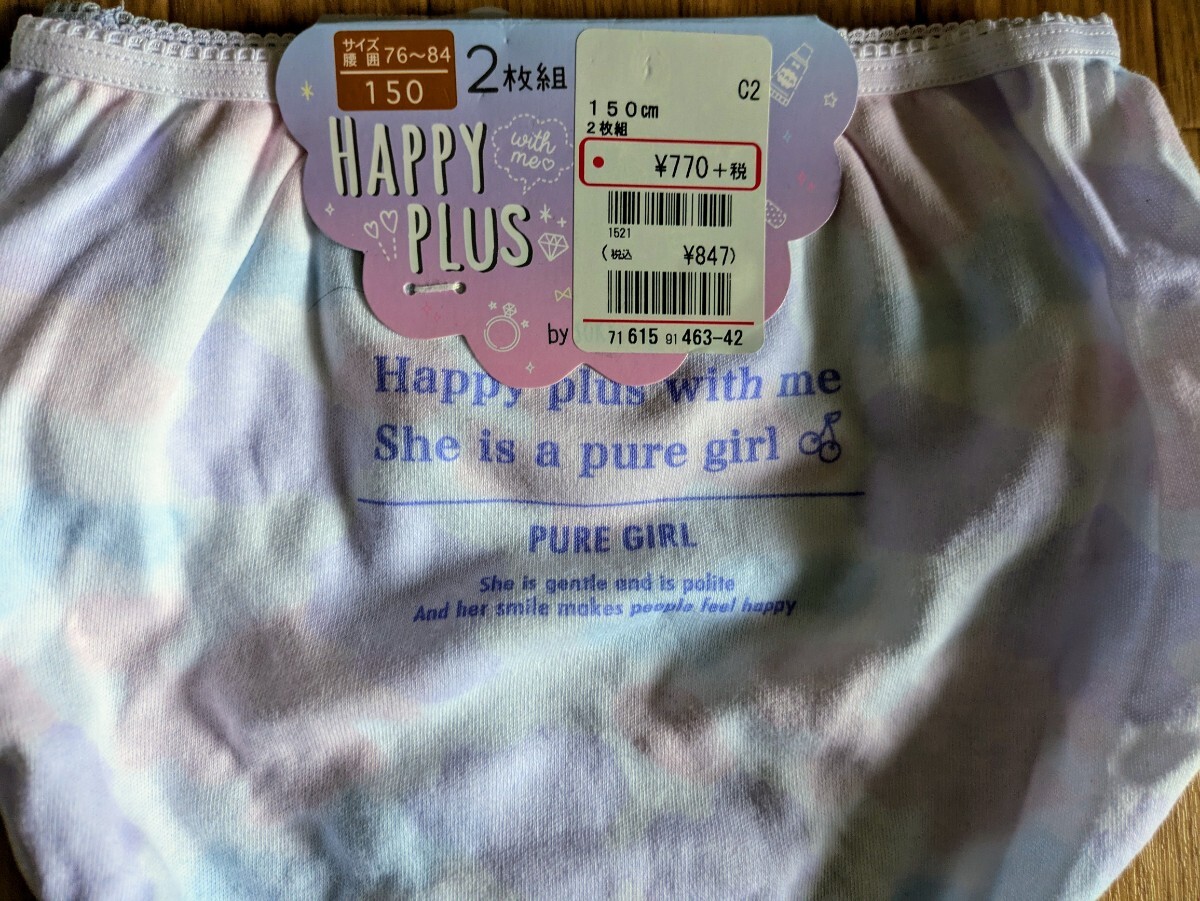 サイズ
腰囲 76〜84
150
2枚組
HAPPY
PLUS
with
me
by
C2
150㎝
2枚組
¥770+税
1521
(税込 ¥847)
71 615 91 463-42
Happy plus with me
She is a pure girl
PURE GIRL
She is gentle and is polite
And her smile makes people feel happy